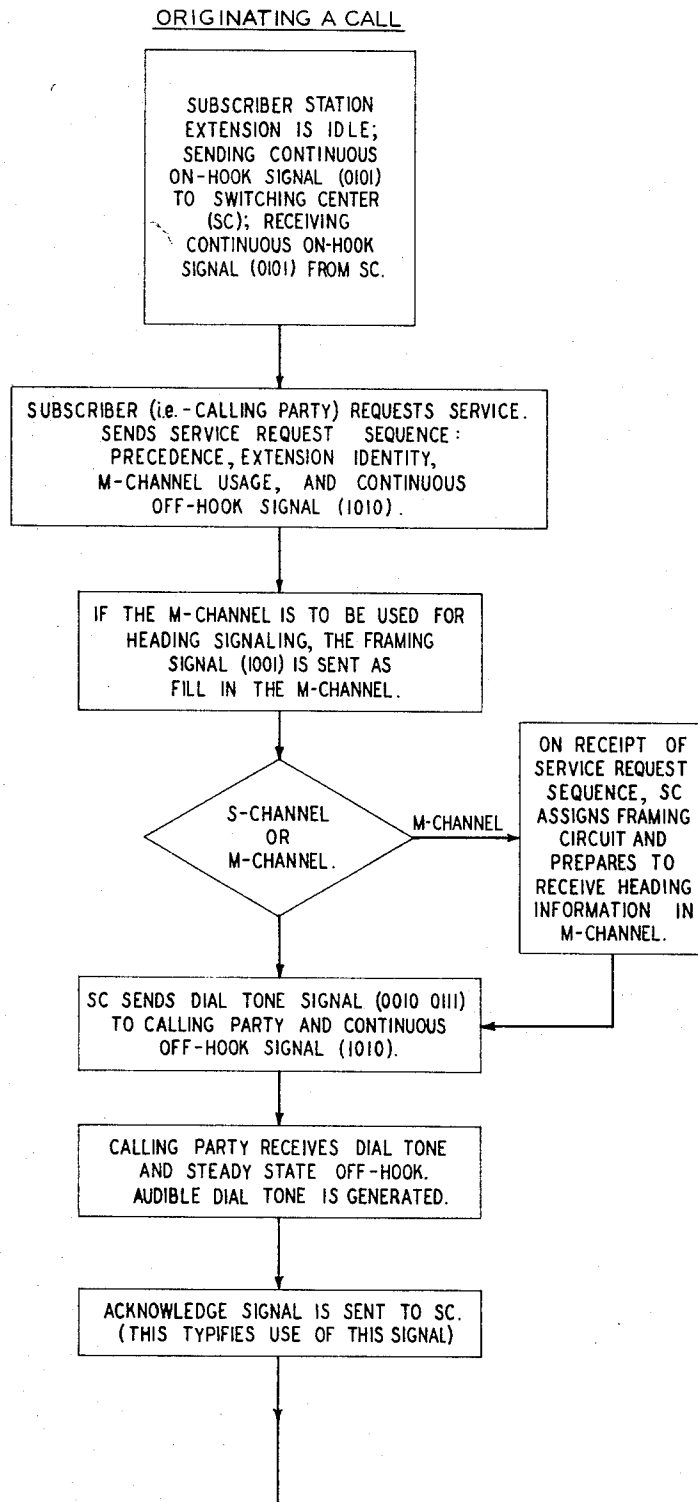 ORIGINATING A CALL
SUBSCRIBER STATION
EXTENSION IS IDLE;
SENDING CONTINUOUS
ON-HOOK SIGNAL (0101)
TO SWITCHING CENTER
(SC); RECEIVING
CONTINUOUS ON-HOOK
SIGNAL (0101) FROM SC.
SUBSCRIBER (i.e.-CALLING PARTY) REQUESTS SERVICE.
SENDS SERVICE REQUEST SEQUENCE:
PRECEDENCE, EXTENSION IDENTITY,
M-CHANNEL USAGE, AND CONTINUOUS
OFF-HOOK SIGNAL (1010).
IF THE M-CHANNEL IS TO BE USED FOR
HEADING SIGNALING, THE FRAMING
SIGNAL (1001) IS SENT AS
FILL IN THE M-CHANNEL.
S-CHANNEL
OR
M-CHANNEL.
M-CHANNEL
ON RECEIPT OF
SERVICE REQUEST
SEQUENCE, SC
ASSIGNS FRAMING
CIRCUIT AND
PREPARES TO
RECEIVE HEADING
INFORMATION IN
M-CHANNEL.
SC SENDS DIAL TONE SIGNAL (0010 0111)
TO CALLING PARTY AND CONTINUOUS
OFF-HOOK SIGNAL (1010).
CALLING PARTY RECEIVES DIAL TONE
AND STEADY STATE OFF-HOOK.
AUDIBLE DIAL TONE IS GENERATED.
ACKNOWLEDGE SIGNAL IS SENT TO SC.
(THIS TYPIFIES USE OF THIS SIGNAL)